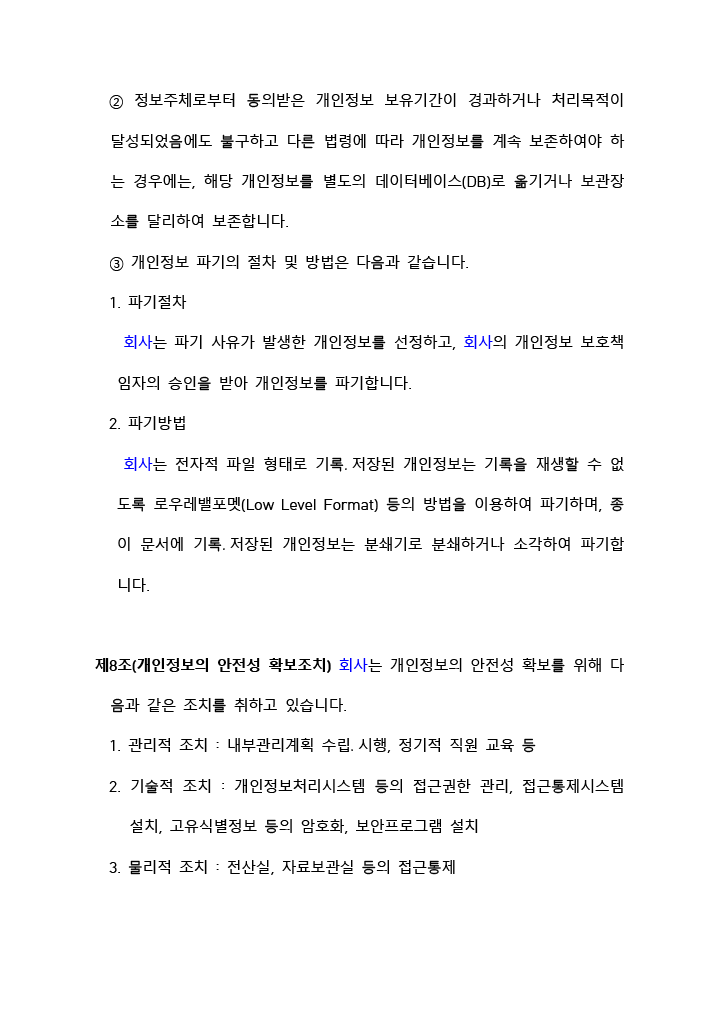 ② 정보주체로부터 동의받은 개인정보 보유기간이 경과하거나 처리목적이
달성되었음에도 불구하고 다른 법령에 따라 개인정보를 계속 보존하여야 하
는 경우에는, 해당 개인정보를 별도의 데이터베이스(DB)로 옮기거나 보관장
소를 달리하여 보존합니다.
③ 개인정보 파기의 절차 및 방법은 다음과 같습니다.
1. 파기절차
회사는 파기 사유가 발생한 개인정보를 선정하고, 회사의 개인정보 보호책
임자의 승인을 받아 개인정보를 파기합니다.
2. 파기방법
회사는 전자적 파일 형태로 기록․저장된 개인정보는 기록을 재생할 수 없
도록 로우레밸포멧(Low Level Format) 등의 방법을 이용하여 파기하며, 종
이 문서에 기록․저장된 개인정보는 분쇄기로 분쇄하거나 소각하여 파기합
니다.
제8조(개인정보의 안전성 확보조치) 회사는 개인정보의 안전성 확보를 위해 다
음과 같은 조치를 취하고 있습니다.
1. 관리적 조치 : 내부관리계획 수립․시행, 정기적 직원 교육 등
2. 기술적 조치 : 개인정보처리시스템 등의 접근권한 관리, 접근통제시스템
설치, 고유식별정보 등의 암호화, 보안프로그램 설치
3. 물리적 조치 : 전산실, 자료보관실 등의 접근통제